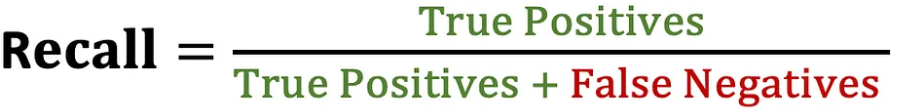 True Positives
Recall =
True Positives + False Negatives